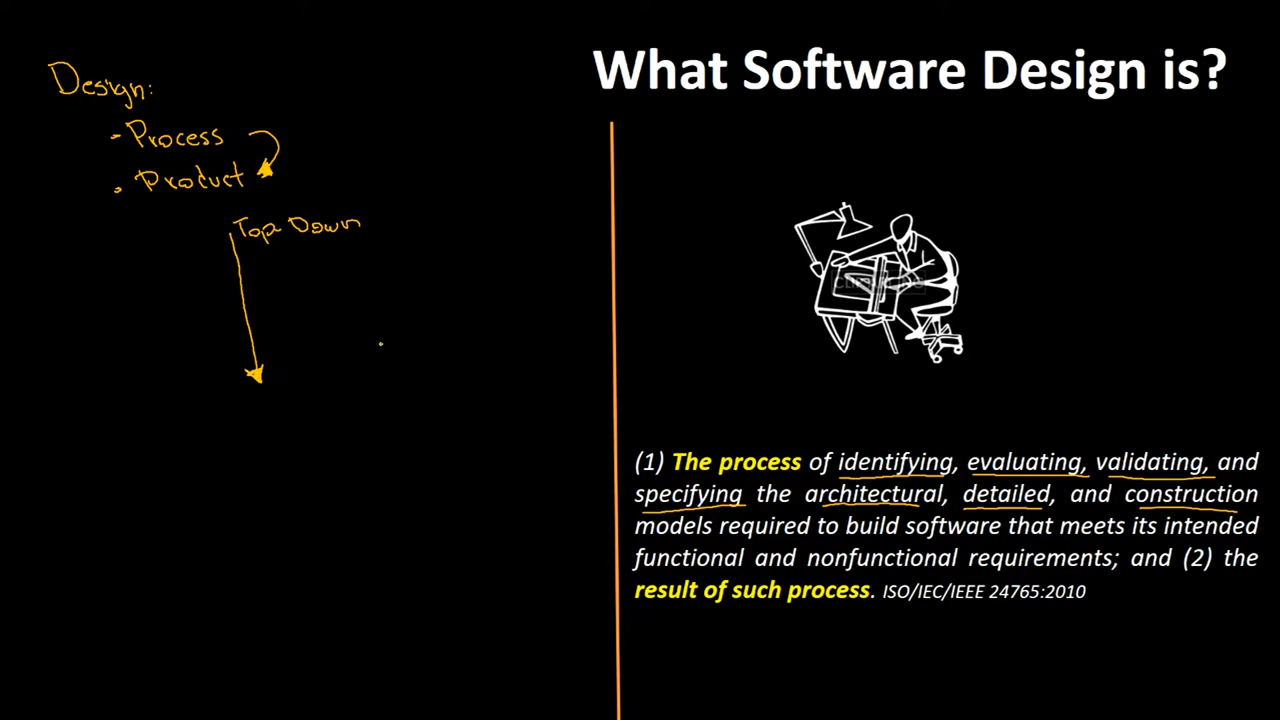 What Software Design is?
Design:
- Process
• Product
Top Down
(1) The process of identifying, evaluating, validating, and
specifying the architectural, detailed, and construction
models required to build software that meets its intended
functional and nonfunctional requirements; and (2) the
result of such process. ISO/IEC/IEEE 24765:2010